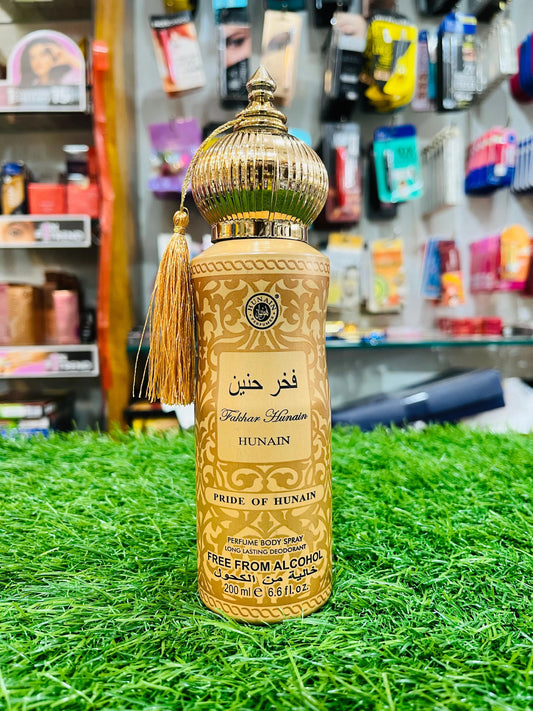 HUNAIN
PERFUMES
فخر حنين
Fakhar Hunain
HUNAIN
PRIDE OF HUNAIN
PERFUME BODY SPRAY
LONG LASTING DEODORANT
FREE FROM ALCOHOL
خالية من الكحول
200 ml e 6.6 fl.oz.